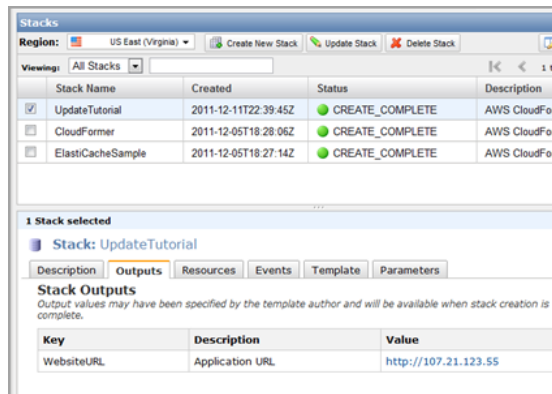 Stacks
Region: US East (Virginia) Create New Stack Update Stack Delete Stack
Viewing: All Stacks
Stack Name Created Status Description
UpdateTutorial 2011-12-11T22:39:45Z CREATE_COMPLETE AWS CloudFo
CloudFormer 2011-12-05T18:28:06Z CREATE_COMPLETE AWS CloudFo
ElastiCacheSample 2011-12-05T18:27:14Z CREATE_COMPLETE AWS CloudFo
1 Stack selected
Stack: UpdateTutorial
Description Outputs Resources Events Template Parameters
Stack Outputs
Output values may have been specified by the template author and will be available when stack creation is
complete.
Key Description Value
WebsiteURL Application URL http://107.21.123.55